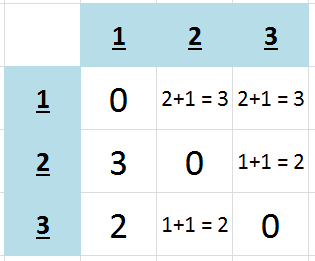 1 2 3
1 0 2+1 = 3 2+1 = 3
2 3 0 1+1 = 2
3 2 1+1 = 2 0